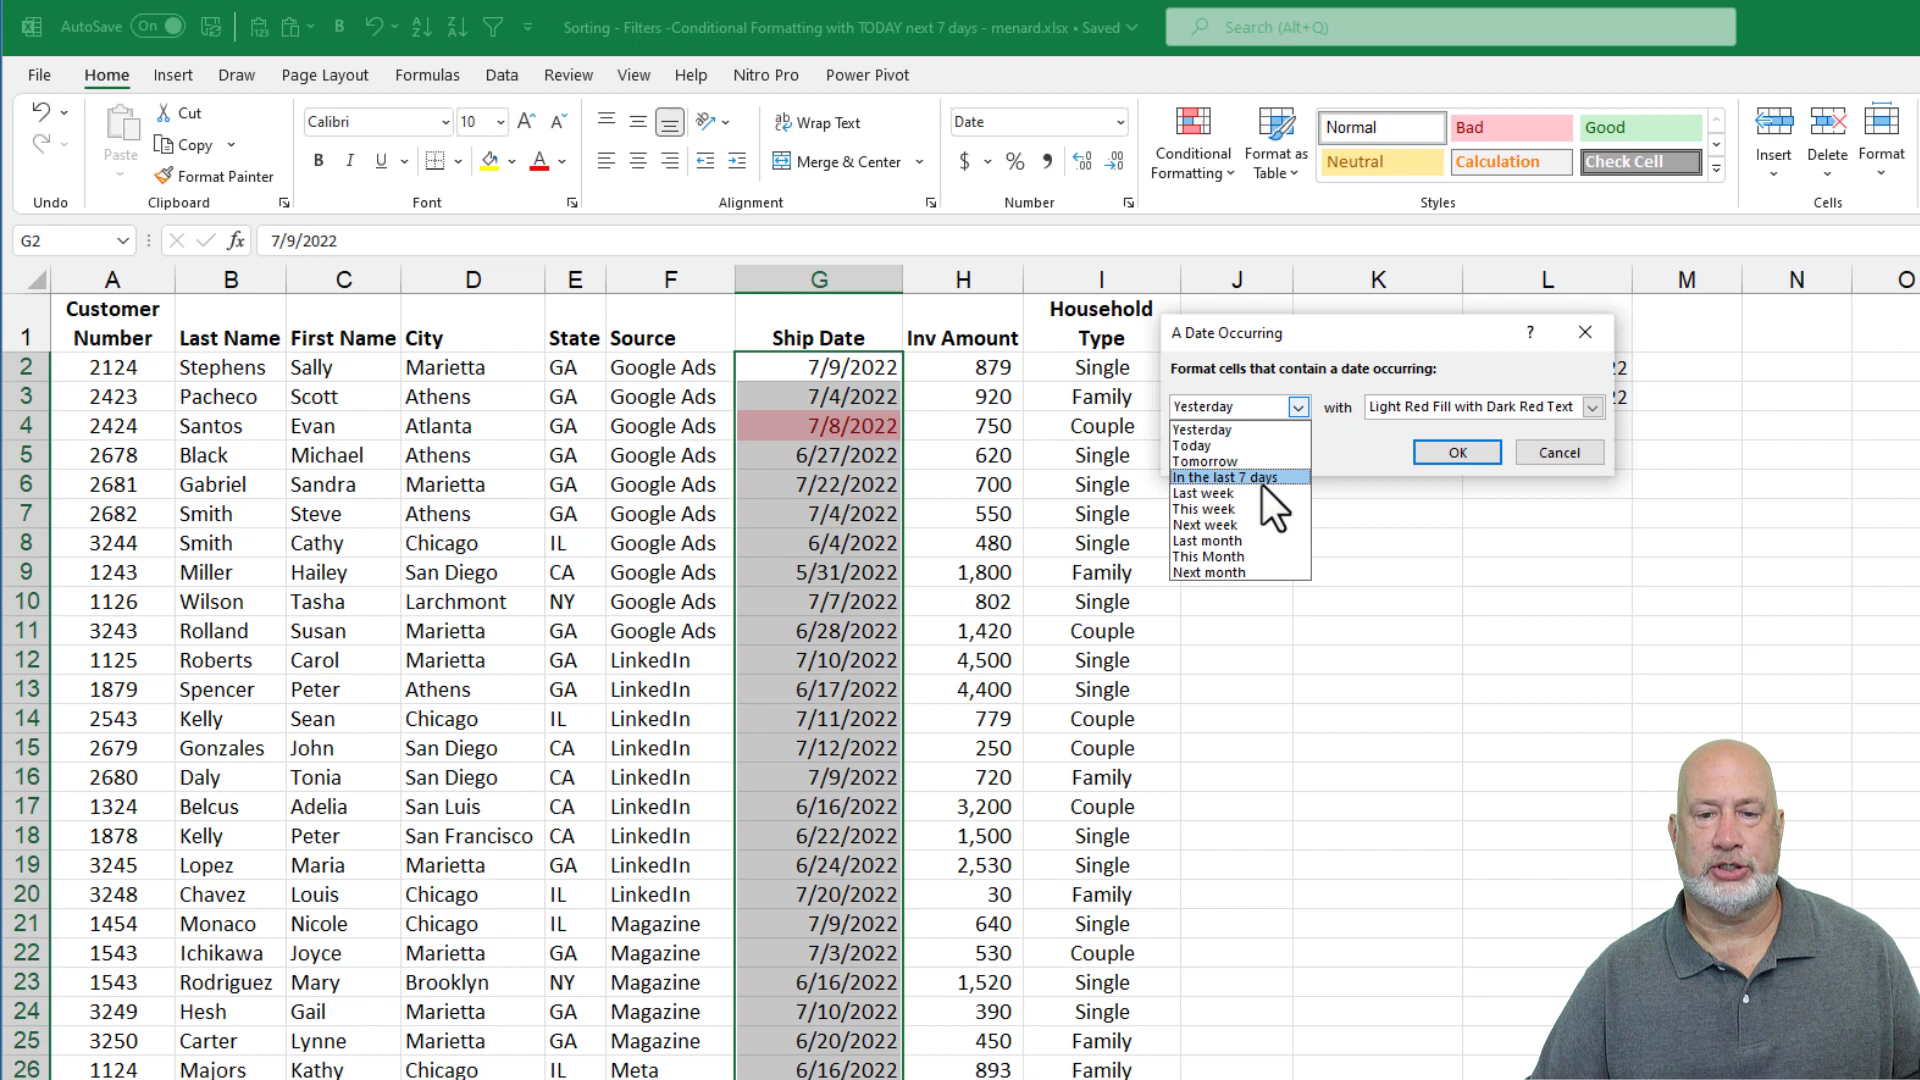 AutoSave On Sorting - Filters -Conditional Formatting with TODAY next 7 days - menard.xlsx • Saved Search (Alt+Q)
File Home Insert Draw Page Layout Formulas Data Review View Help Nitro Pro Power Pivot
Paste Cut Copy Format Painter
Calibri 10
Wrap Text
Merge & Center
Date
Conditional Formatting Format as Table
Normal Bad Good
Neutral Calculation Check Cell
Insert Delete Format
Undo Clipboard Font Alignment Number Styles Cells
G2 fx 7/9/2022
A B C D E F G H I J K L M N O
1 Customer Number Last Name First Name City State Source Ship Date Inv Amount Household Type
2 2124 Stephens Sally Marietta GA Google Ads 7/9/2022 879 Single 22
3 2423 Pacheco Scott Athens GA Google Ads 7/4/2022 920 Family 22
4 2424 Santos Evan Atlanta GA Google Ads 7/8/2022 750 Couple
5 2678 Black Michael Athens GA Google Ads 6/27/2022 620 Single
6 2681 Gabriel Sandra Marietta GA Google Ads 7/22/2022 700 Single
7 2682 Smith Steve Athens GA Google Ads 7/4/2022 550 Single
8 3244 Smith Cathy Chicago IL Google Ads 6/4/2022 480 Single
9 1243 Miller Hailey San Diego CA Google Ads 5/31/2022 1,800 Family
10 1126 Wilson Tasha Larchmont NY Google Ads 7/7/2022 802 Single
11 3243 Rolland Susan Marietta GA Google Ads 6/28/2022 1,420 Couple
12 1125 Roberts Carol Marietta GA LinkedIn 7/10/2022 4,500 Single
13 1879 Spencer Peter Athens GA LinkedIn 6/17/2022 4,400 Single
14 2543 Kelly Sean Chicago IL LinkedIn 7/11/2022 779 Couple
15 2679 Gonzales John San Diego CA LinkedIn 7/12/2022 250 Couple
16 2680 Daly Tonia San Diego CA LinkedIn 7/9/2022 720 Family
17 1324 Belcus Adelia San Luis CA LinkedIn 6/16/2022 3,200 Couple
18 1878 Kelly Peter San Francisco CA LinkedIn 6/22/2022 1,500 Single
19 3245 Lopez Maria Marietta GA LinkedIn 6/24/2022 2,530 Single
20 3248 Chavez Louis Chicago IL LinkedIn 7/20/2022 30 Family
21 1454 Monaco Nicole Chicago IL Magazine 7/9/2022 640 Single
22 1543 Ichikawa Joyce Marietta GA Magazine 7/3/2022 530 Couple
23 1543 Rodriguez Mary Brooklyn NY Magazine 6/16/2022 1,520 Single
24 3249 Hesh Gail Marietta GA Magazine 7/10/2022 390 Single
25 3250 Carter Lynne Marietta GA Magazine 6/20/2022 450 Family
26 1124 Majors Kathy Chicago IL Meta 6/16/2022 893 Family
A Date Occurring ?
Format cells that contain a date occurring:
Yesterday with Light Red Fill with Dark Red Text
OK Cancel
Yesterday
Today
Tomorrow
In the last 7 days
Last week
This week
Next week
Last month
This Month
Next month